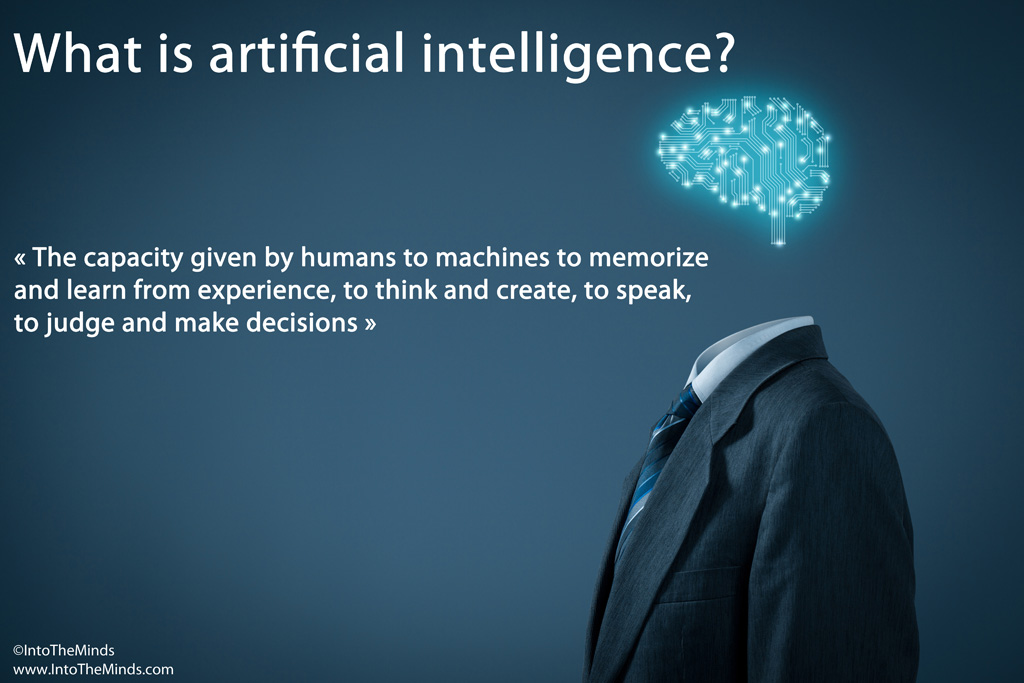 What is artificial intelligence?
« The capacity given by humans to machines to memorize
and learn from experience, to think and create, to speak,
to judge and make decisions »
©IntoTheMinds
www.IntoTheMinds.com